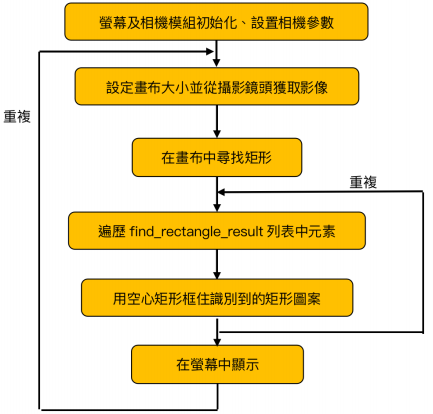 螢幕及相機模組初始化、設置相機參數
設定畫布大小並從攝影鏡頭獲取影像
重複
在畫布中尋找矩形
重複
遍歷 find_rectangle_result 列表中元素
用空心矩形框住識別到的矩形圖案
在螢幕中顯示